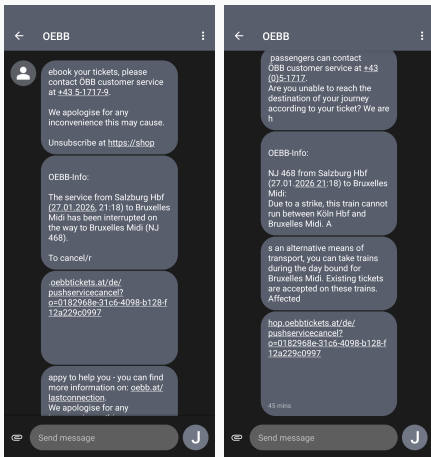 OEBB
ebook your tickets, please
contact ÖBB customer service
at +43 5-1717-9.
We apologise for any
inconvenience this may cause.
Unsubscribe at https://shop
OEBB-Info:
The service from Salzburg Hbf
(27.01.2026, 21:18) to Bruxelles
Midi has been interrupted on
the way to Bruxelles Midi (NJ
468).
To cancel/r
.oebbtickets.at/de/
pushservicecancel?
o=0182968e-31c6-4098-b128-f
12a229c0997
appy to help you - you can find
more information on: oebb.at/
lastconnection.
We apologise for any
Send message
J
OEBB
passengers can contact
ÖBB customer service at +43
(0)5-1717.
Are you unable to reach the
destination of your journey
according to your ticket? We are
h
OEBB-Info:
NJ 468 from Salzburg Hbf
(27.01.2026 21:18) to Bruxelles
Midi:
Due to a strike, this train cannot
run between Köln Hbf and
Bruxelles Midi. A
s an alternative means of
transport, you can take trains
during the day bound for
Bruxelles Midi. Existing tickets
are accepted on these trains.
Affected
hop.oebbtickets.at/de/
pushservicecancel?
o=0182968e-31c6-4098-b128-f
12a229c0997
45 mins
Send message
J